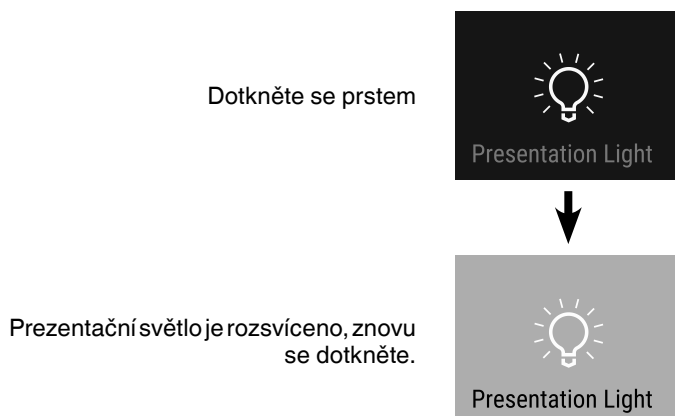 Dotkněte se prstem
Presentation Light
Prezentační světlo je rozsvíceno, znovu
se dotkněte.
Presentation Light